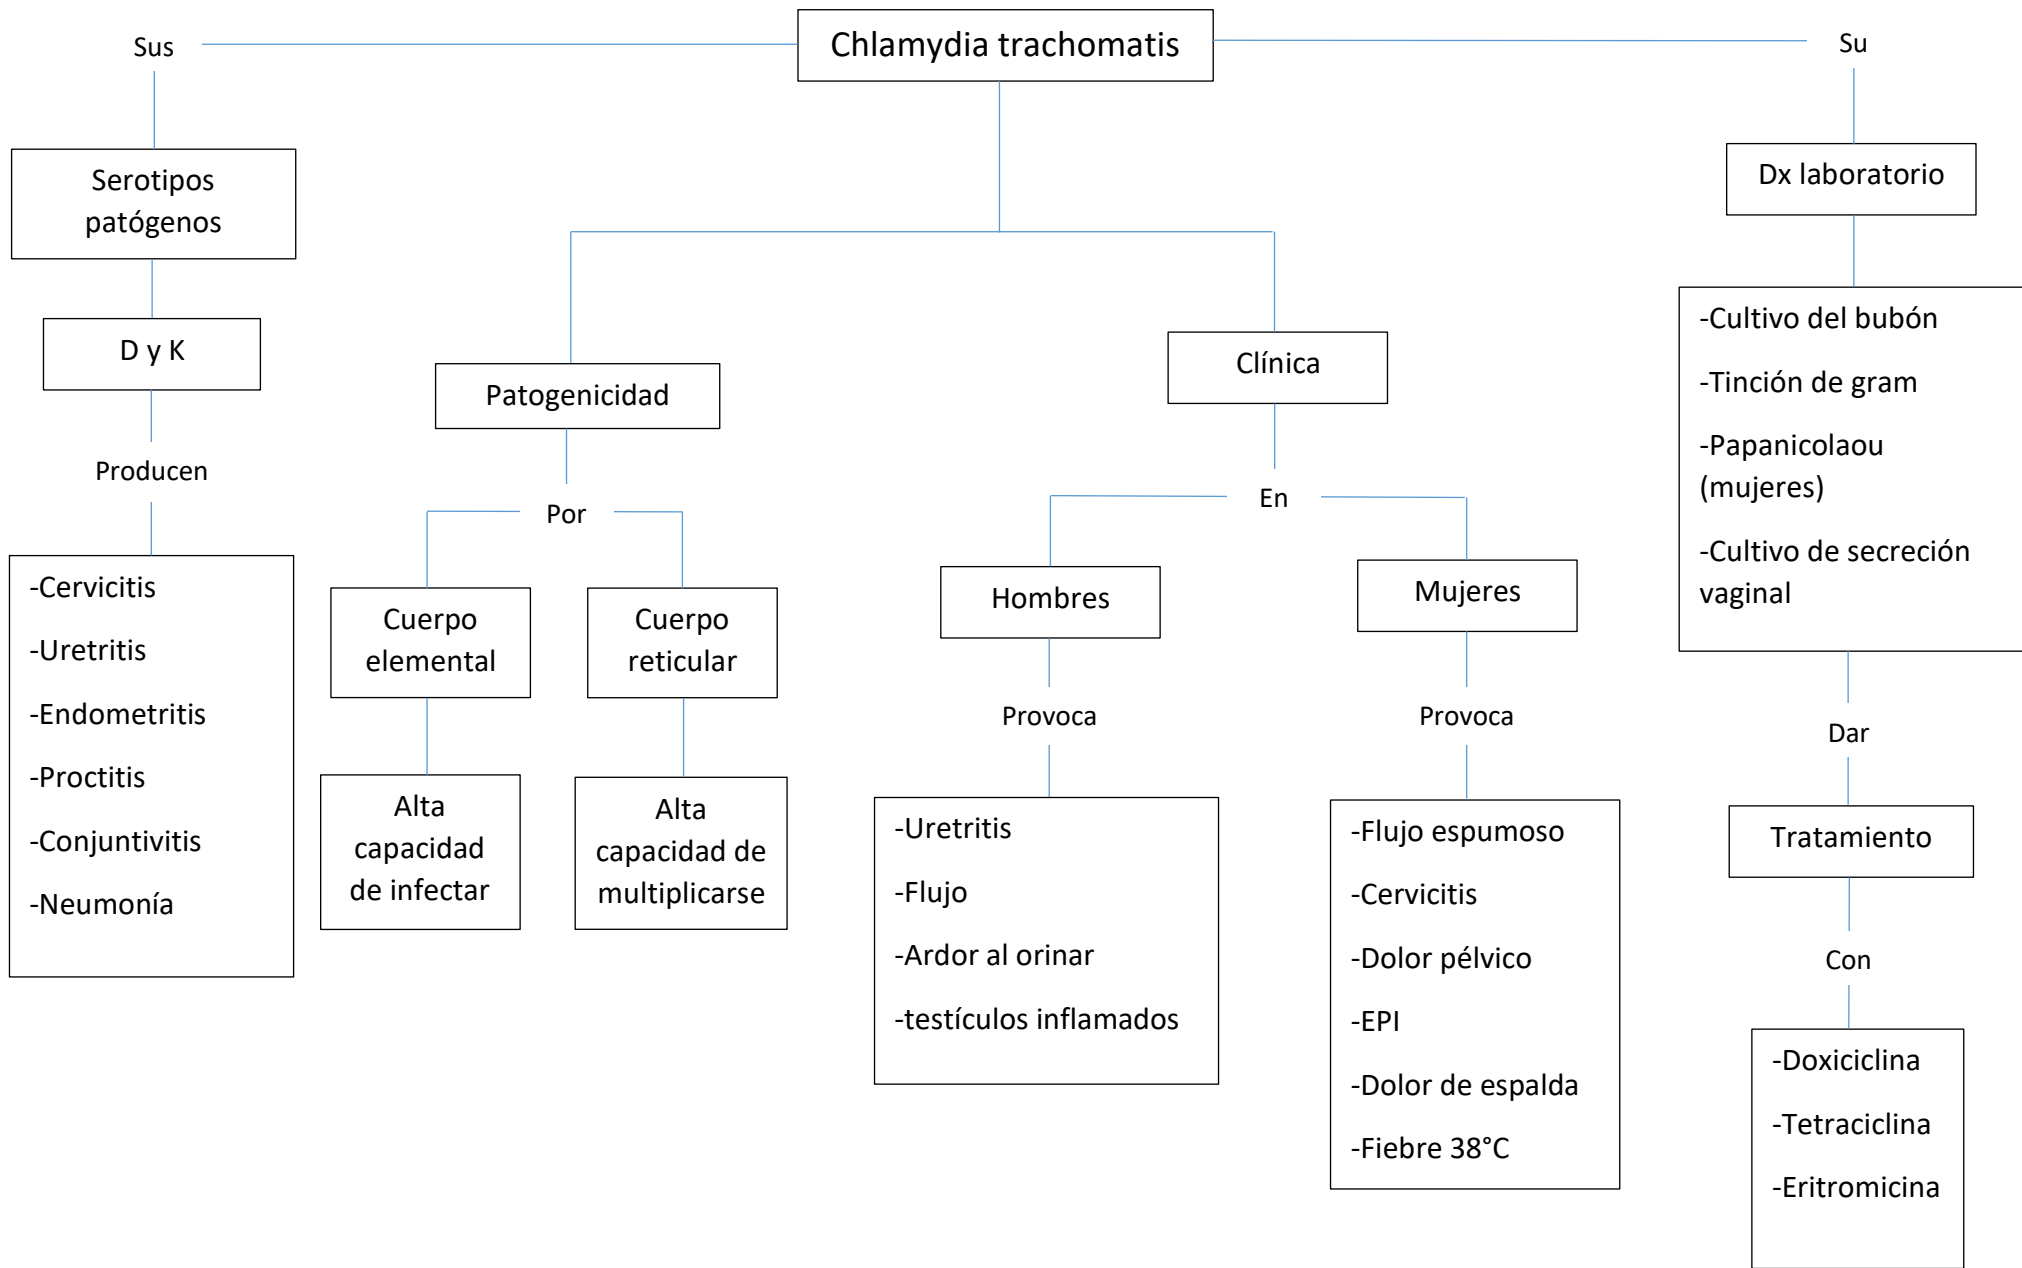 Chlamydia trachomatis
Sus
Serotipos
patógenos
D y K
Producen
-Cervicitis
-Uretritis
-Endometritis
-Proctitis
-Conjuntivitis
-Neumonía
Patogenicidad
Por
Cuerpo
elemental
Alta
capacidad
de infectar
Cuerpo
reticular
Alta
capacidad de
multiplicarse
Clínica
En
Hombres
Provoca
-Uretritis
-Flujo
-Ardor al orinar
-testículos inflamados
Mujeres
Provoca
-Flujo espumoso
-Cervicitis
-Dolor pélvico
-EPI
-Dolor de espalda
-Fiebre 38°C
Su
Dx laboratorio
-Cultivo del bubón
-Tinción de gram
-Papanicolaou
(mujeres)
-Cultivo de secreción
vaginal
Dar
Tratamiento
Con
-Doxiciclina
-Tetraciclina
-Eritromicina